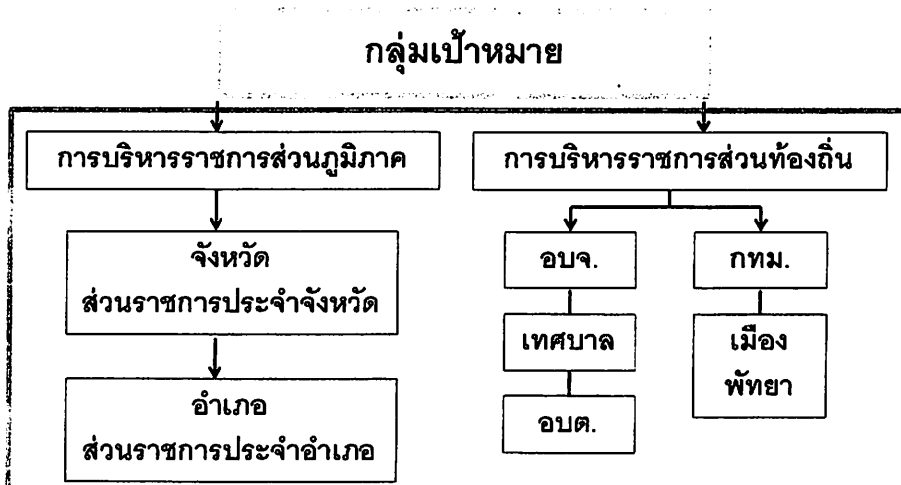 กลุ่มเป้าหมาย
การบริหารราชการส่วนภูมิภาค
จังหวัด
ส่วนราชการประจำจังหวัด
อำเภอ
ส่วนราชการประจำอำเภอ
การบริหารราชการส่วนท้องถิ่น
อบจ.
เทศบาล
อบต.
กทม.
เมือง
พัทยา